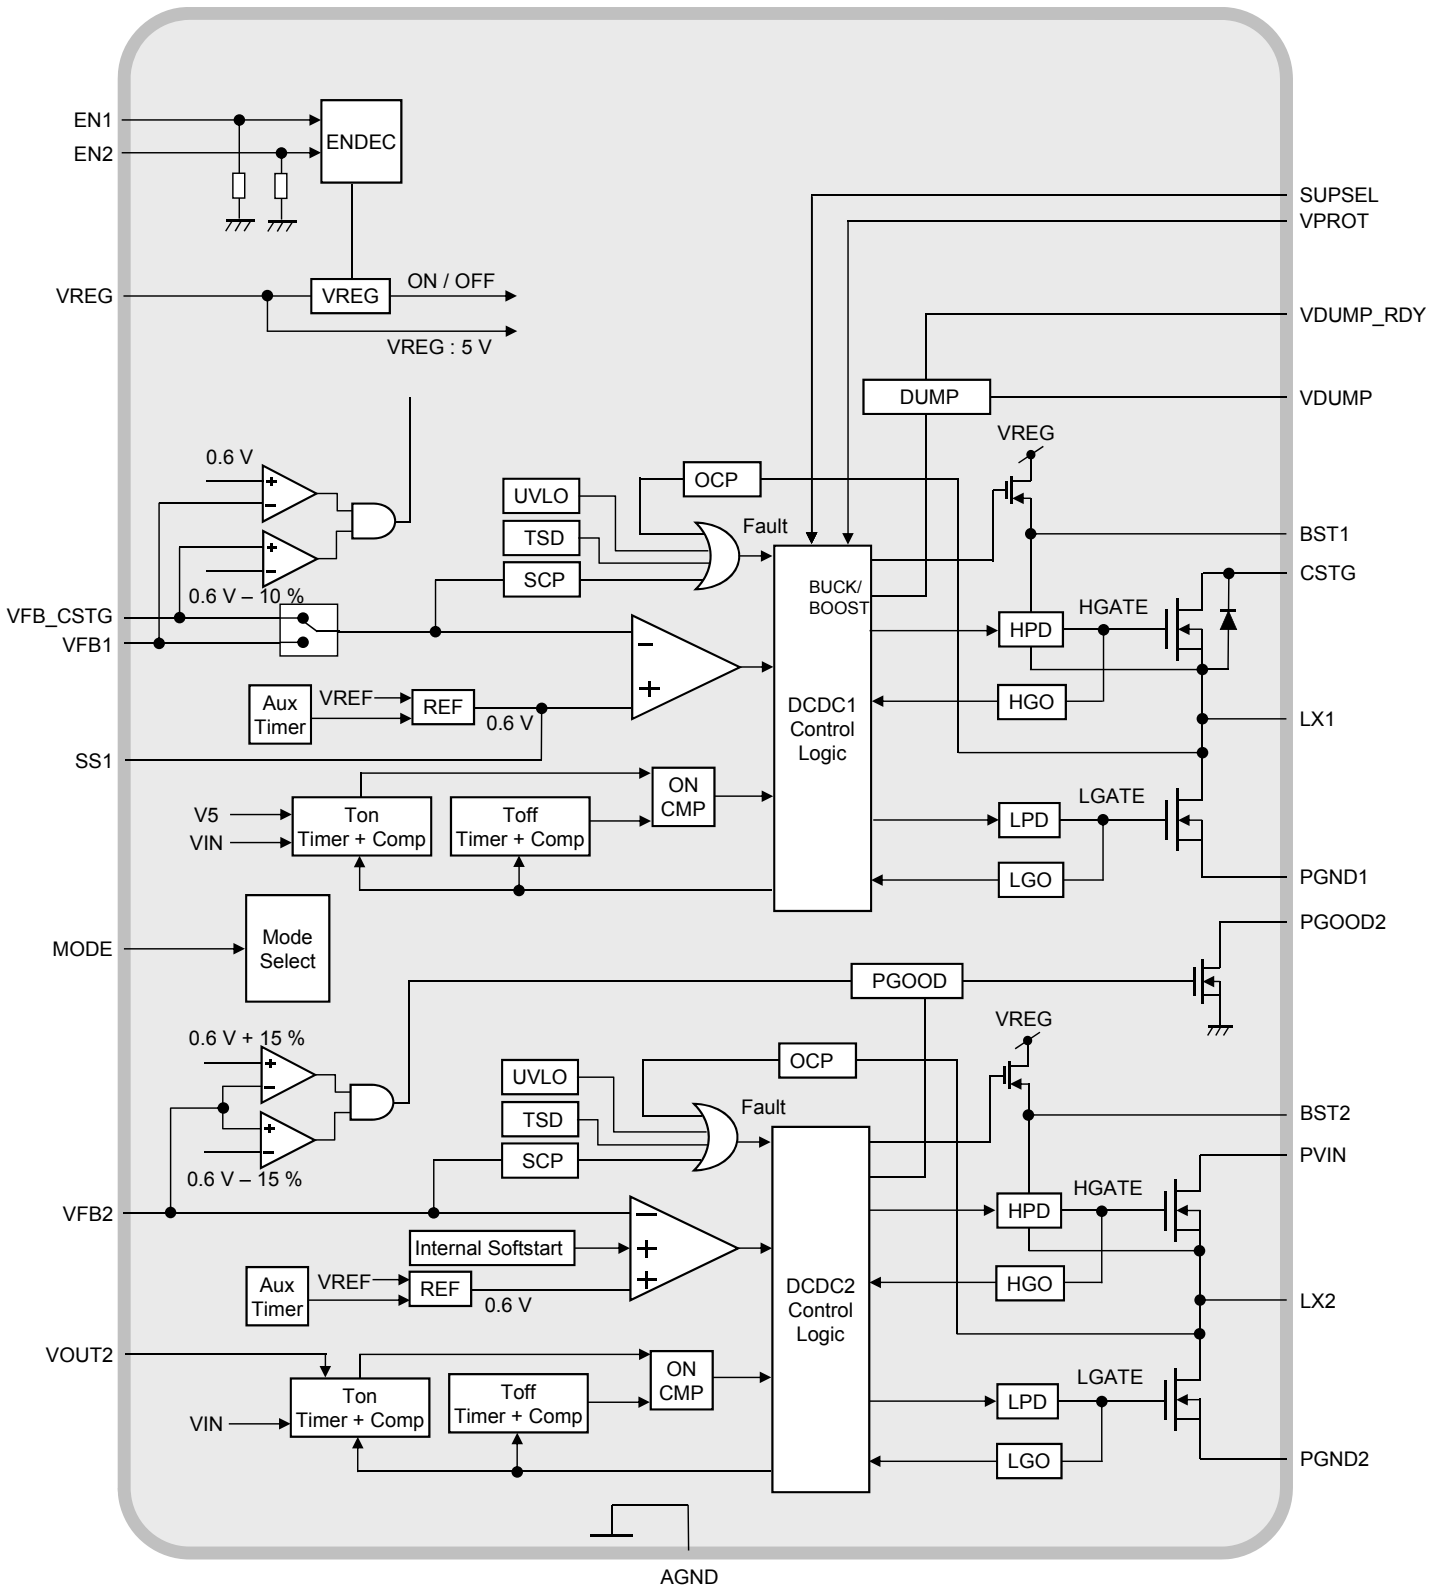 EN1
EN2
ENDEC
SUPSEL
VPROT
VREG
VREG
ON / OFF
VREG : 5 V
VDUMP_RDY
DUMP
VDUMP
VREG
0.6 V
+
−
+
−
0.6 V – 10 %
UVLO
TSD
SCP
OCP
Fault
BST1
CSTG
VFB_CSTG
VFB1
BUCK/
BOOST
HPD
HGATE
−
+
Aux
Timer
VREF
REF
0.6 V
HGO
LX1
DCDC1
Control
Logic
SS1
V5
VIN
Ton
Timer + Comp
Toff
Timer + Comp
ON
CMP
LPD
LGATE
LGO
PGND1
MODE
Mode
Select
PGOOD2
PGOOD
0.6 V + 15 %
+
−
+
−
0.6 V – 15 %
UVLO
TSD
SCP
OCP
Fault
VREG
BST2
PVIN
VFB2
Internal Softstart
−
+
+
HPD
HGATE
Aux
Timer
VREF
REF
0.6 V
HGO
LX2
DCDC2
Control
Logic
VOUT2
VIN
Ton
Timer + Comp
Toff
Timer + Comp
ON
CMP
LPD
LGATE
LGO
PGND2
AGND